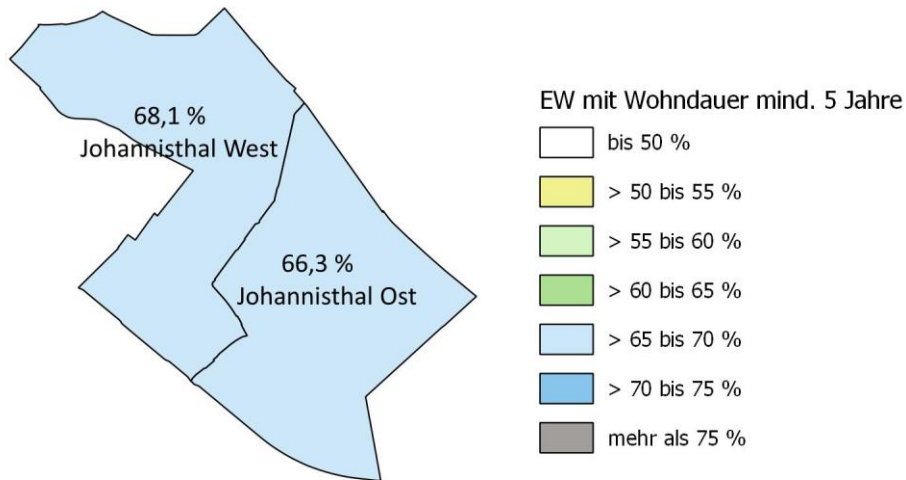 68,1 %
Johannisthal West
66,3 %
Johannisthal Ost
EW mit Wohndauer mind. 5 Jahre
bis 50 %
> 50 bis 55 %
> 55 bis 60 %
> 60 bis 65 %
> 65 bis 70 %
> 70 bis 75 %
mehr als 75 %